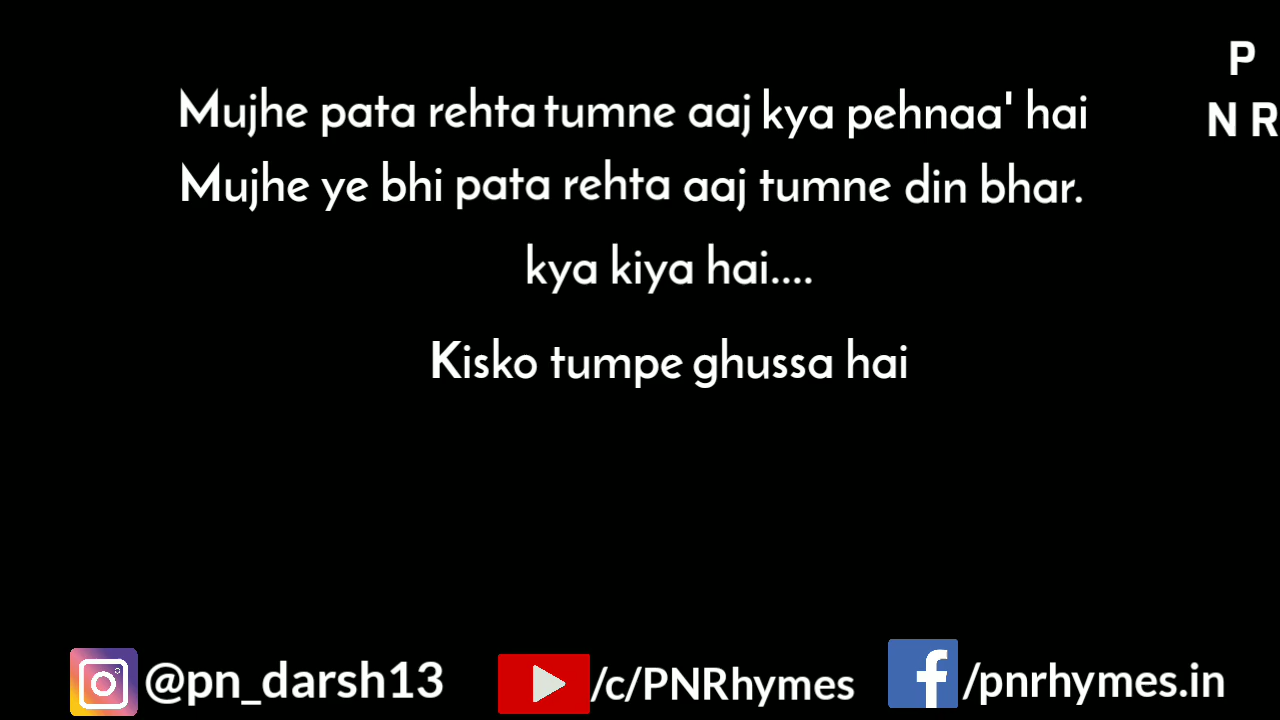 P
N R
Mujhe pata rehta tumne aaj kya pehnaa' hai
Mujhe ye bhi pata rehta aaj tumne din bhar.
kya kiya hai....
Kisko tumpe ghussa hai
@pn_darsh13
/c/PNRhymes
/pnrhymes.in